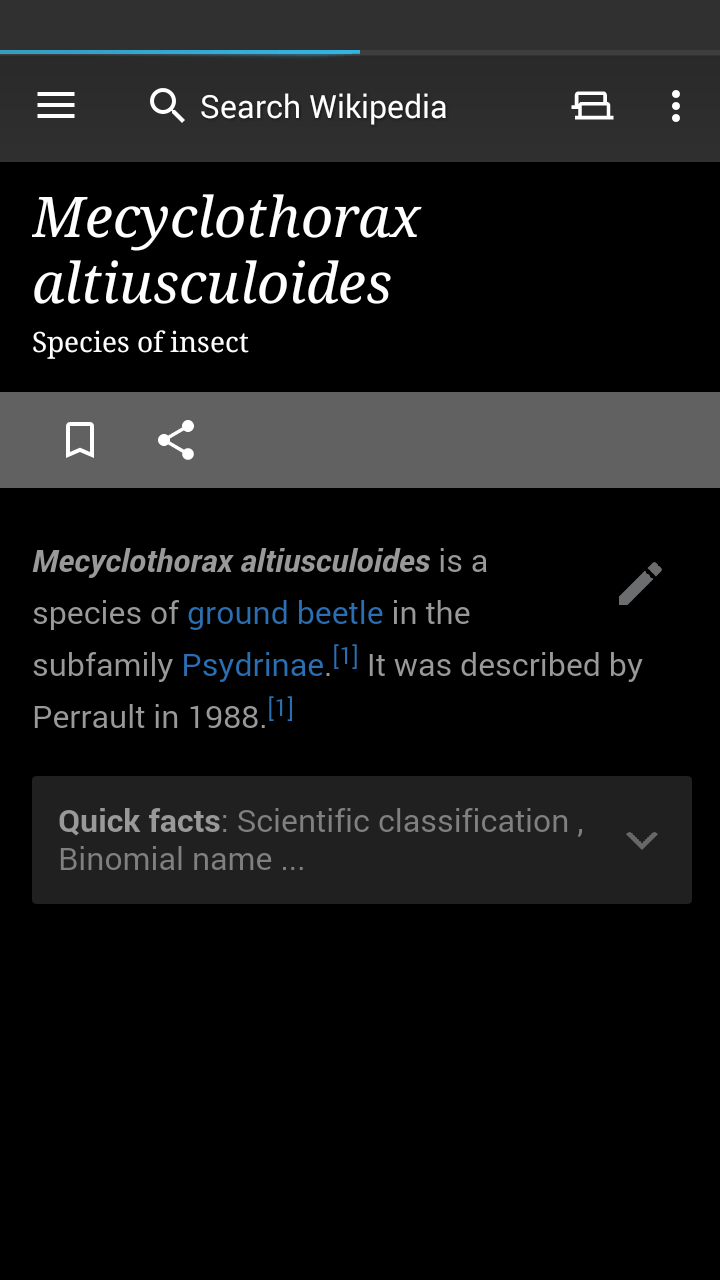 Search Wikipedia
Mecyclothorax
altiusculoides
Species of insect
Mecyclothorax altiusculoides is a
species of ground beetle in the
subfamily Psydrinae.[1] It was described by
Perrault in 1988.[1]
Quick facts: Scientific classification ,
Binomial name ...